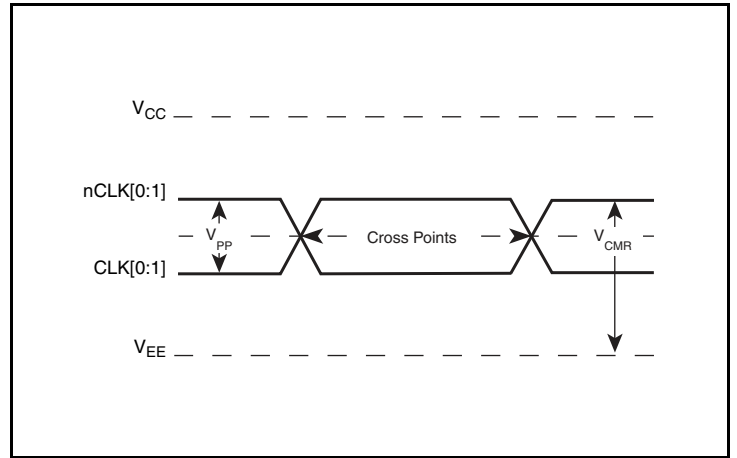 VCC
nCLK[0:1]
VPP
Cross Points
VCMR
CLK[0:1]
VEE